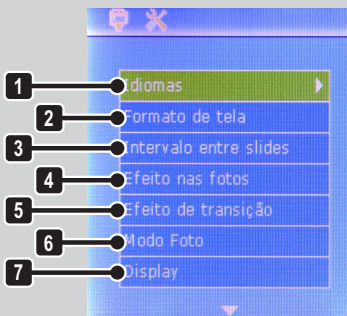 1 Idiomas
2 Formato de tela
3 Intervalo entre slides
4 Efeito nas fotos
5 Efeito de transição
6 Modo Foto
7 Display